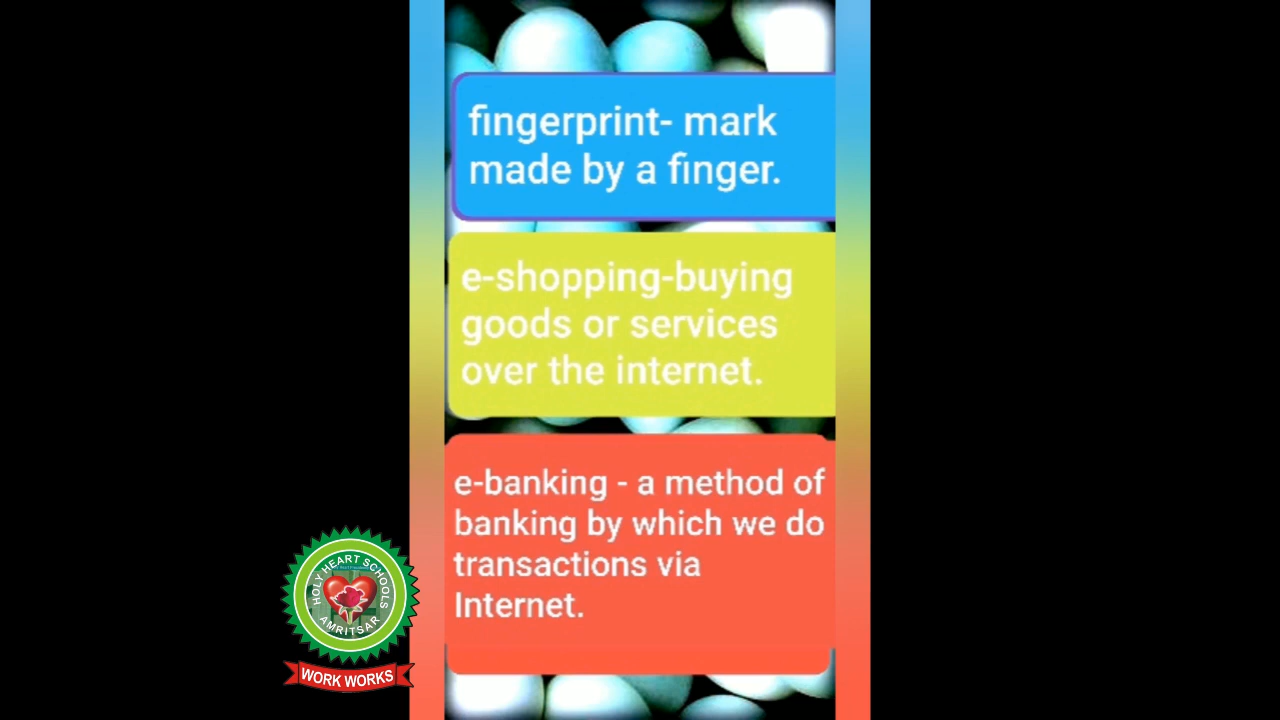 fingerprint- mark
made by a finger.
e-shopping-buying
goods or services
over the internet.
e-banking - a method of
banking by which we do
transactions via
Internet.
HOLY HEART SCHOOLS
AMRITSAR
WORK WORKS